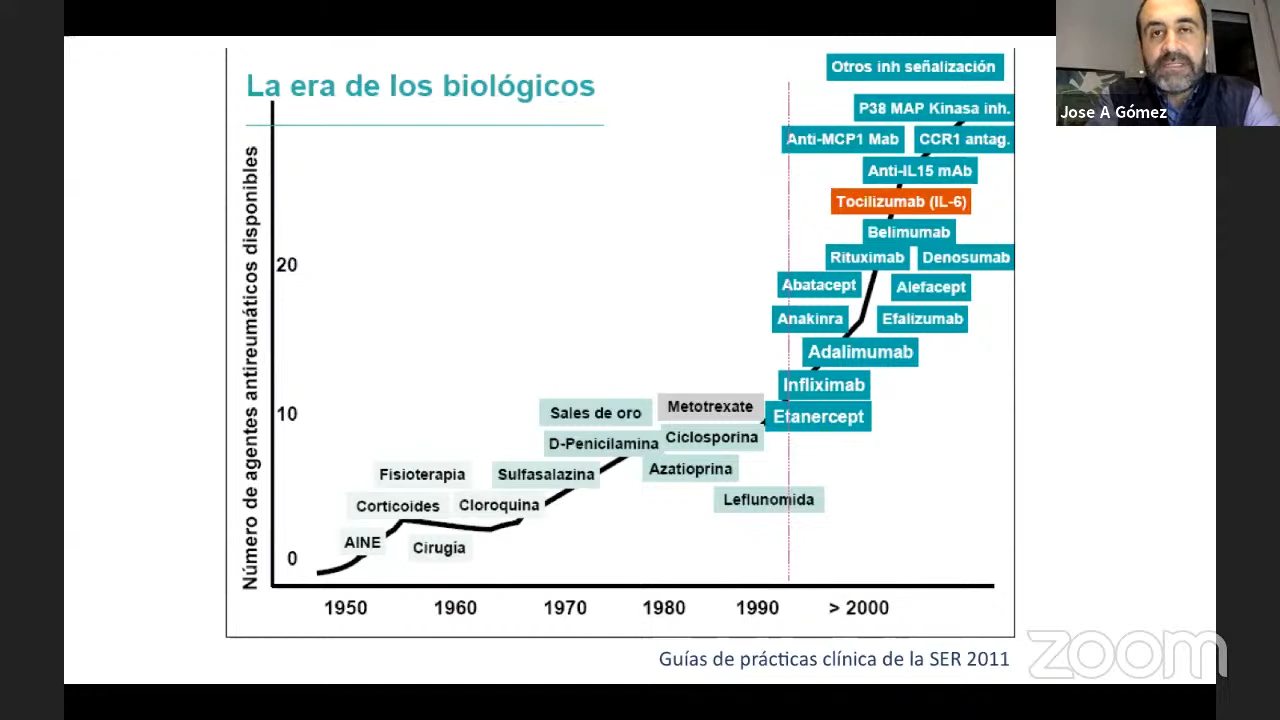 La era de los biológicos
Jose A Gómez
Número de agentes antireumáticos disponibles
20
10
0
Otros inh señalización
P38 MAP Kinasa inh.
Anti-MCP1 Mab
CCR1 antag.
Anti-IL15 mAb
Tocilizumab (IL-6)
Belimumab
Rituximab
Denosumab
Abatacept
Alefacept
Anakinra
Efalizumab
Adalimumab
Infliximab
Etanercept
Sales de oro
Metotrexate
D-Penicilamina
Ciclosporina
Fisioterapia
Sulfasalazina
Azatioprina
Corticoides
Cloroquina
Leflunomida
AINE
Cirugía
1950
1960
1970
1980
1990
> 2000
Guías de prácticas clínica de la SER 2011
zoom